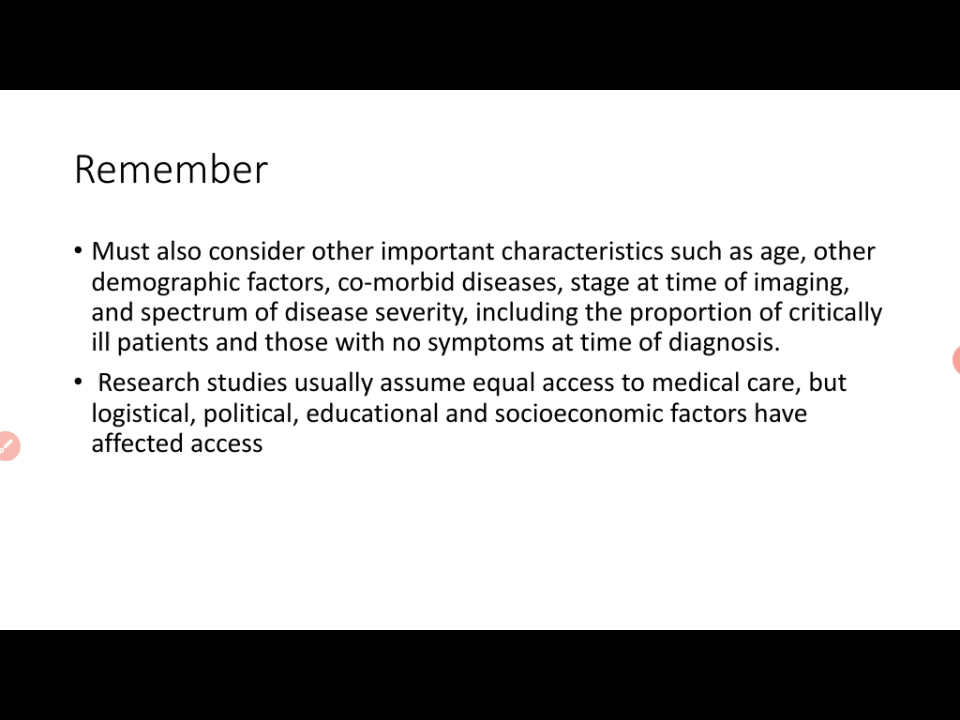 Remember
• Must also consider other important characteristics such as age, other
demographic factors, co-morbid diseases, stage at time of imaging,
and spectrum of disease severity, including the proportion of critically
ill patients and those with no symptoms at time of diagnosis.
• Research studies usually assume equal access to medical care, but
logistical, political, educational and socioeconomic factors have
affected access